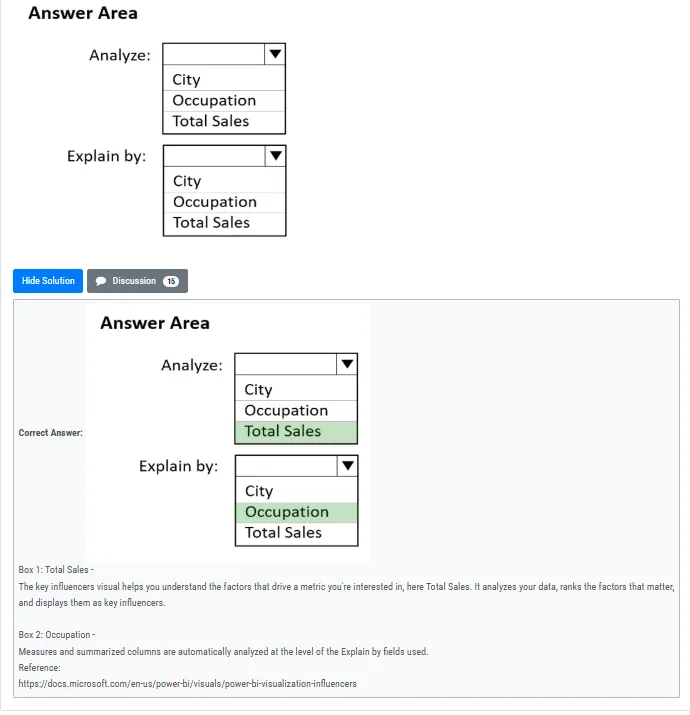 Answer Area
Analyze:
City
Occupation
Total Sales
Explain by:
City
Occupation
Total Sales
Hide Solution
Discussion 15
Answer Area
Analyze:
City
Occupation
Total Sales
Correct Answer:
Explain by:
City
Occupation
Total Sales
Box 1: Total Sales -
The key influencers visual helps you understand the factors that drive a metric you're interested in, here Total Sales. It analyzes your data, ranks the factors that matter,
and displays them as key influencers.
Box 2: Occupation -
Measures and summarized columns are automatically analyzed at the level of the Explain by fields used.
Reference:
https://docs.microsoft.com/en-us/power-bi/visuals/power-bi-visualization-influencers